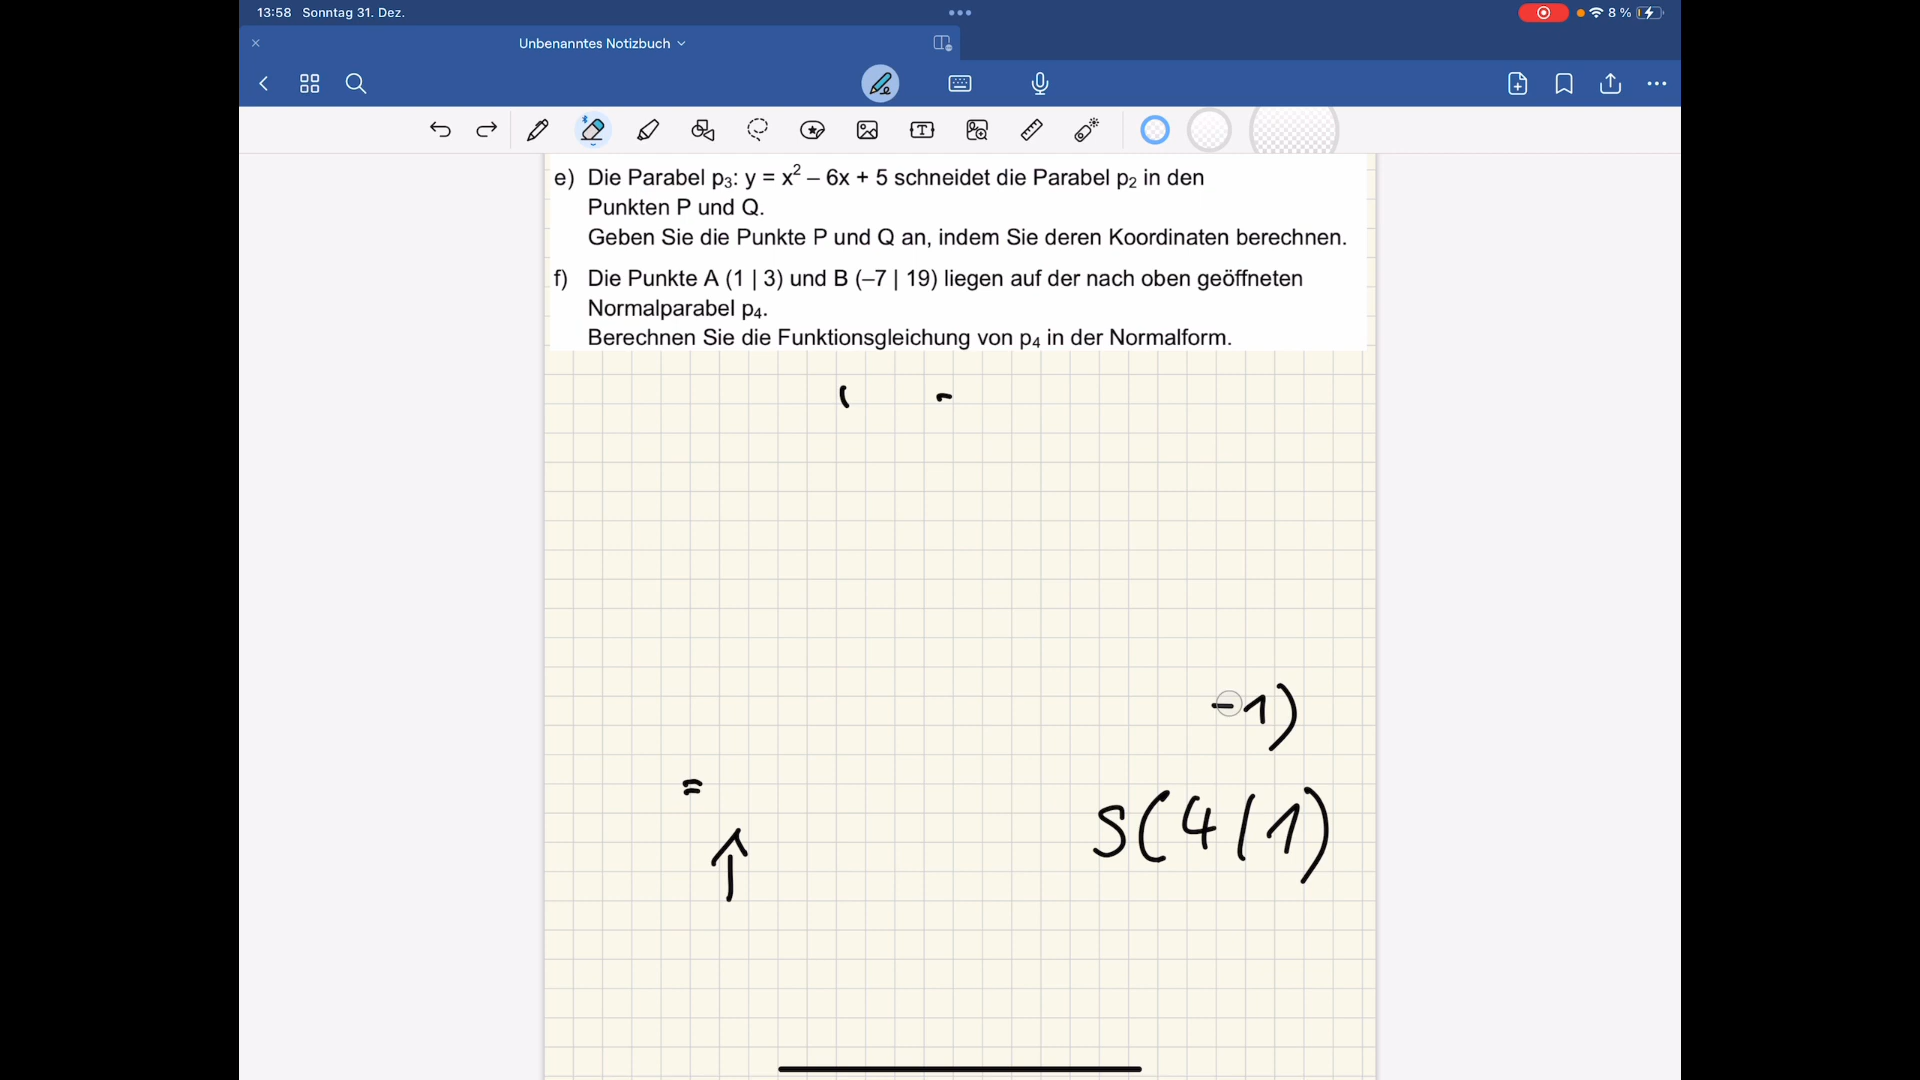 13:58 Sonntag 31. Dez.
8 %
Unbenanntes Notizbuch
e) Die Parabel p₃: y = x² – 6x + 5 schneidet die Parabel p₂ in den
Punkten P und Q.
Geben Sie die Punkte P und Q an, indem Sie deren Koordinaten berechnen.
f) Die Punkte A (1 | 3) und B (–7 | 19) liegen auf der nach oben geöffneten
Normalparabel p₄.
Berechnen Sie die Funktionsgleichung von p₄ in der Normalform.
( -
-1)
=
S(4|1)